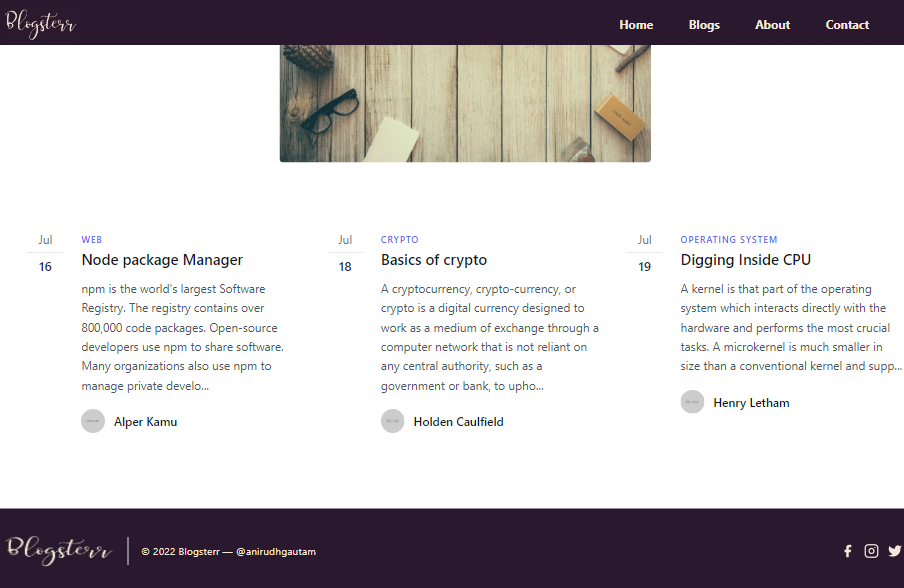 Blogsterr
Home Blogs About Contact
Jul
16
WEB
Node package Manager
npm is the world's largest Software
Registry. The registry contains over
800,000 code packages. Open-source
developers use npm to share software.
Many organizations also use npm to
manage private develo...
Alper Kamu
Jul
18
CRYPTO
Basics of crypto
A cryptocurrency, crypto-currency, or
crypto is a digital currency designed to
work as a medium of exchange through a
computer network that is not reliant on
any central authority, such as a
government or bank, to upho...
Holden Caulfield
Jul
19
OPERATING SYSTEM
Digging Inside CPU
A kernel is that part of the operating
system which interacts directly with the
hardware and performs the most crucial
tasks. A microkernel is much smaller in
size than a conventional kernel and supp...
Henry Letham
Blogsterr
© 2022 Blogsterr — @anirudhgautam